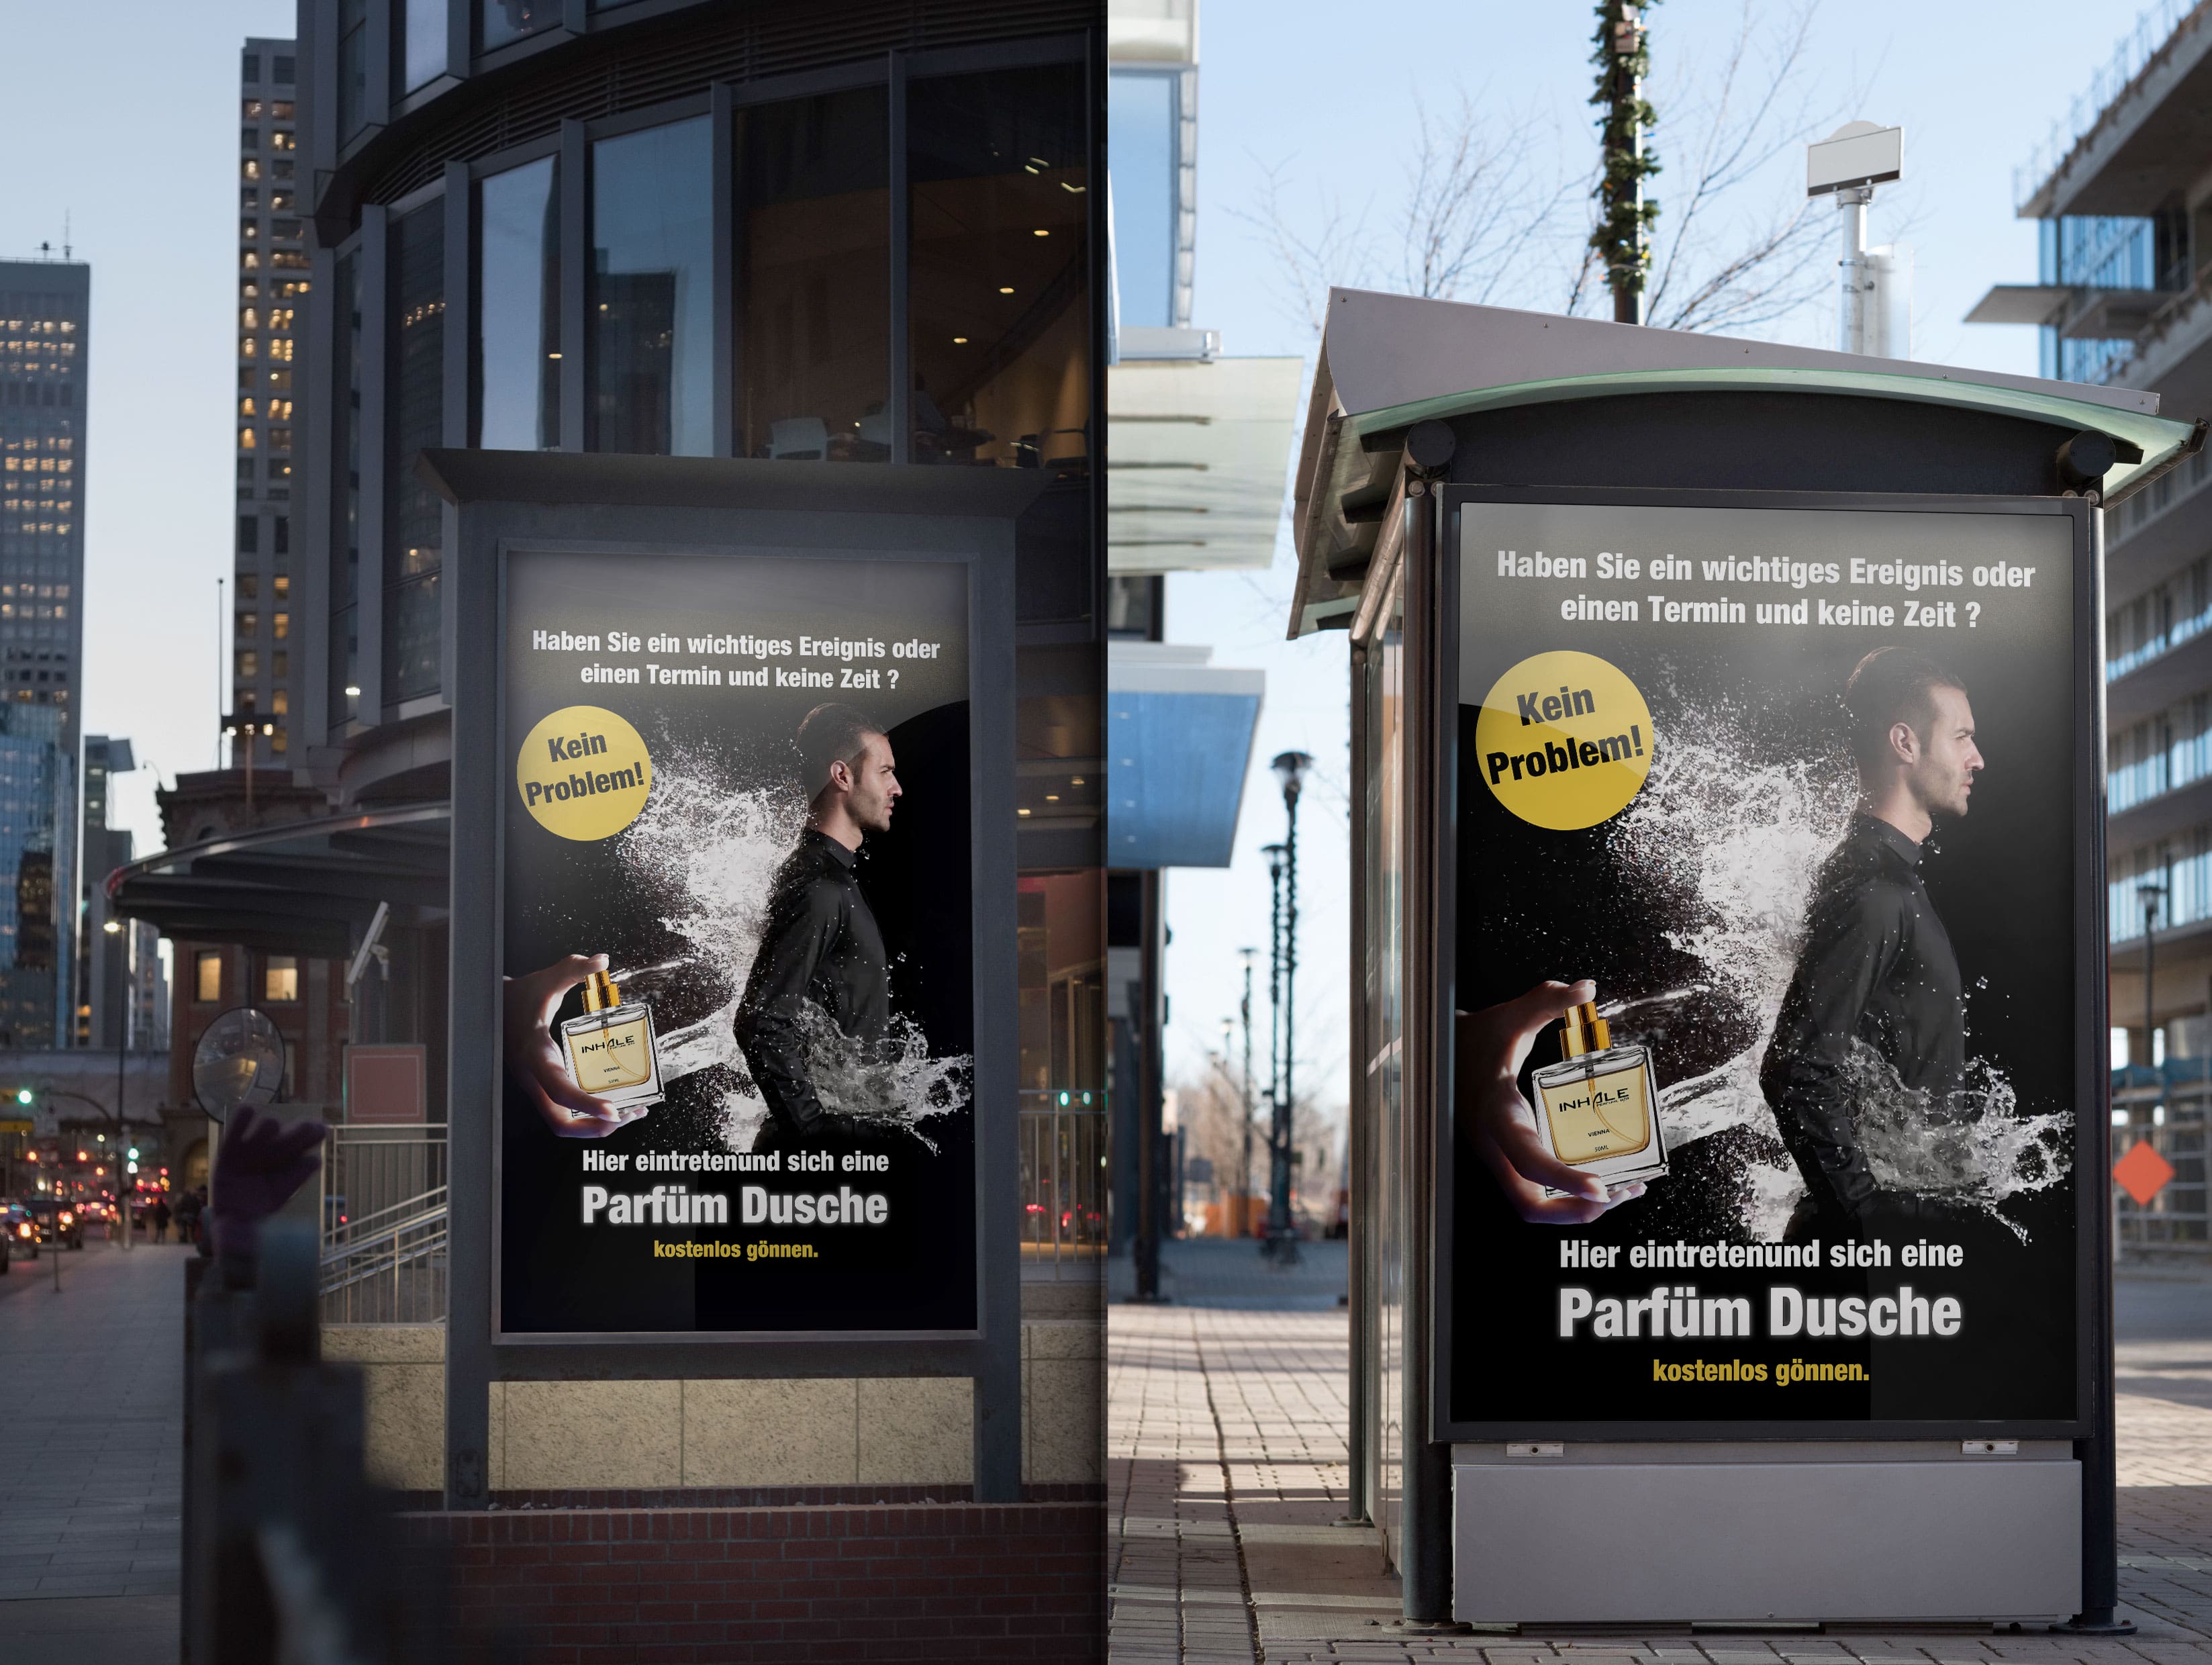 Haben Sie ein wichtiges Ereignis oder
einen Termin und keine Zeit ?
Kein
Problem!
INHALE
VIENNA
50ML
Hier eintretenund sich eine
Parfüm Dusche
kostenlos gönnen.
Haben Sie ein wichtiges Ereignis oder
einen Termin und keine Zeit ?
Kein
Problem!
INHALE
VIENNA
50ML
Hier eintretenund sich eine
Parfüm Dusche
kostenlos gönnen.